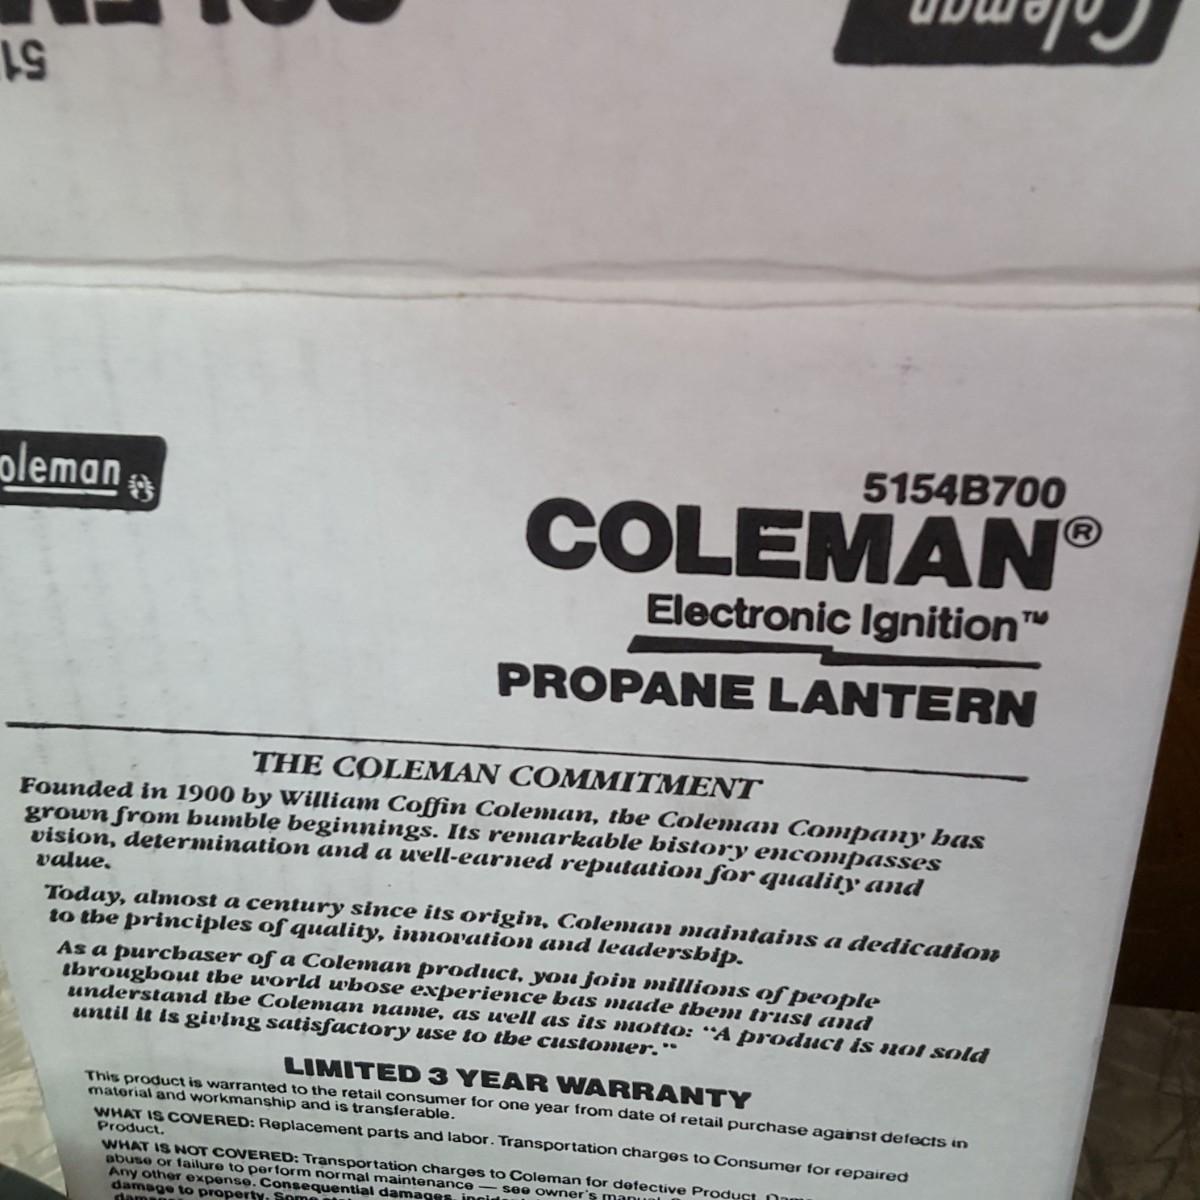 Coleman
oleman
5154B700
COLEMAN®
Electronic Ignition™
PROPANE LANTERN
THE COLEMAN COMMITMENT
Founded in 1900 by William Coffin Coleman, the Coleman Company has
grown from humble beginnings. Its remarkable history encompasses
vision, determination and a well-earned reputation for quality and
value.
Today, almost a century since its origin, Coleman maintains a dedication
to the principles of quality, innovation and leadership.
As a purchaser of a Coleman product, you join millions of people
throughout the world whose experience has made them trust and
understand the Coleman name, as well as its motto: “A product is not sold
until it is giving satisfactory use to the customer.”
LIMITED 3 YEAR WARRANTY
This product is warranted to the retail consumer for one year from date of retail purchase against defects in
material and workmanship and is transferable.
WHAT IS COVERED: Replacement parts and labor. Transportation charges to Consumer for repaired
Product.
WHAT IS NOT COVERED: Transportation charges to Coleman for defective Product.
abuse or failure to perform normal maintenance — see owner's
Any other expense. Consequential damages,
damage to property.